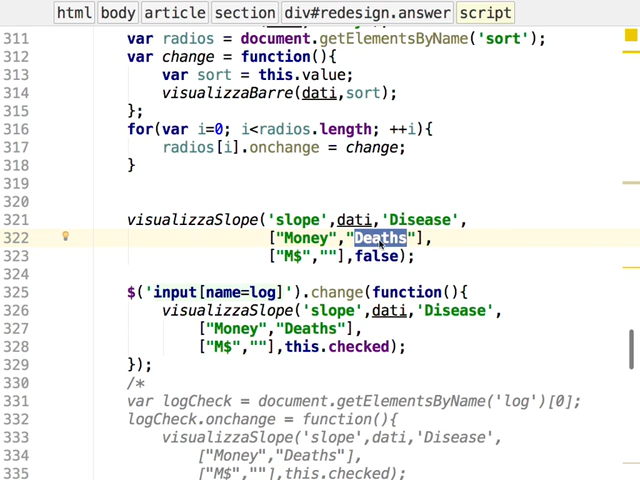 html body article section div#redesign.answer script
311 var radios = document.getElementsByName('sort');
312 var change = function(){
313 var sort = this.value;
314 visualizzaBarre(dati,sort);
315 };
316 for(var i=0; i<radios.length; ++i){
317 radios[i].onchange = change;
318 }
319
320
321 visualizzaSlope('slope',dati,'Disease',
322 ["Money","Deaths"],
323 ["M$",""],false);
324
325 $('input[name=log]').change(function(){
326 visualizzaSlope('slope',dati,'Disease',
327 ["Money","Deaths"],
328 ["M$",""],this.checked);
329 });
330 /*
331 var logCheck = document.getElementsByName('log')[0];
332 logCheck.onchange = function(){
333 visualizzaSlope('slope',dati,'Disease',
334 ["Money","Deaths"],
335 ["M$",""],this.checked);